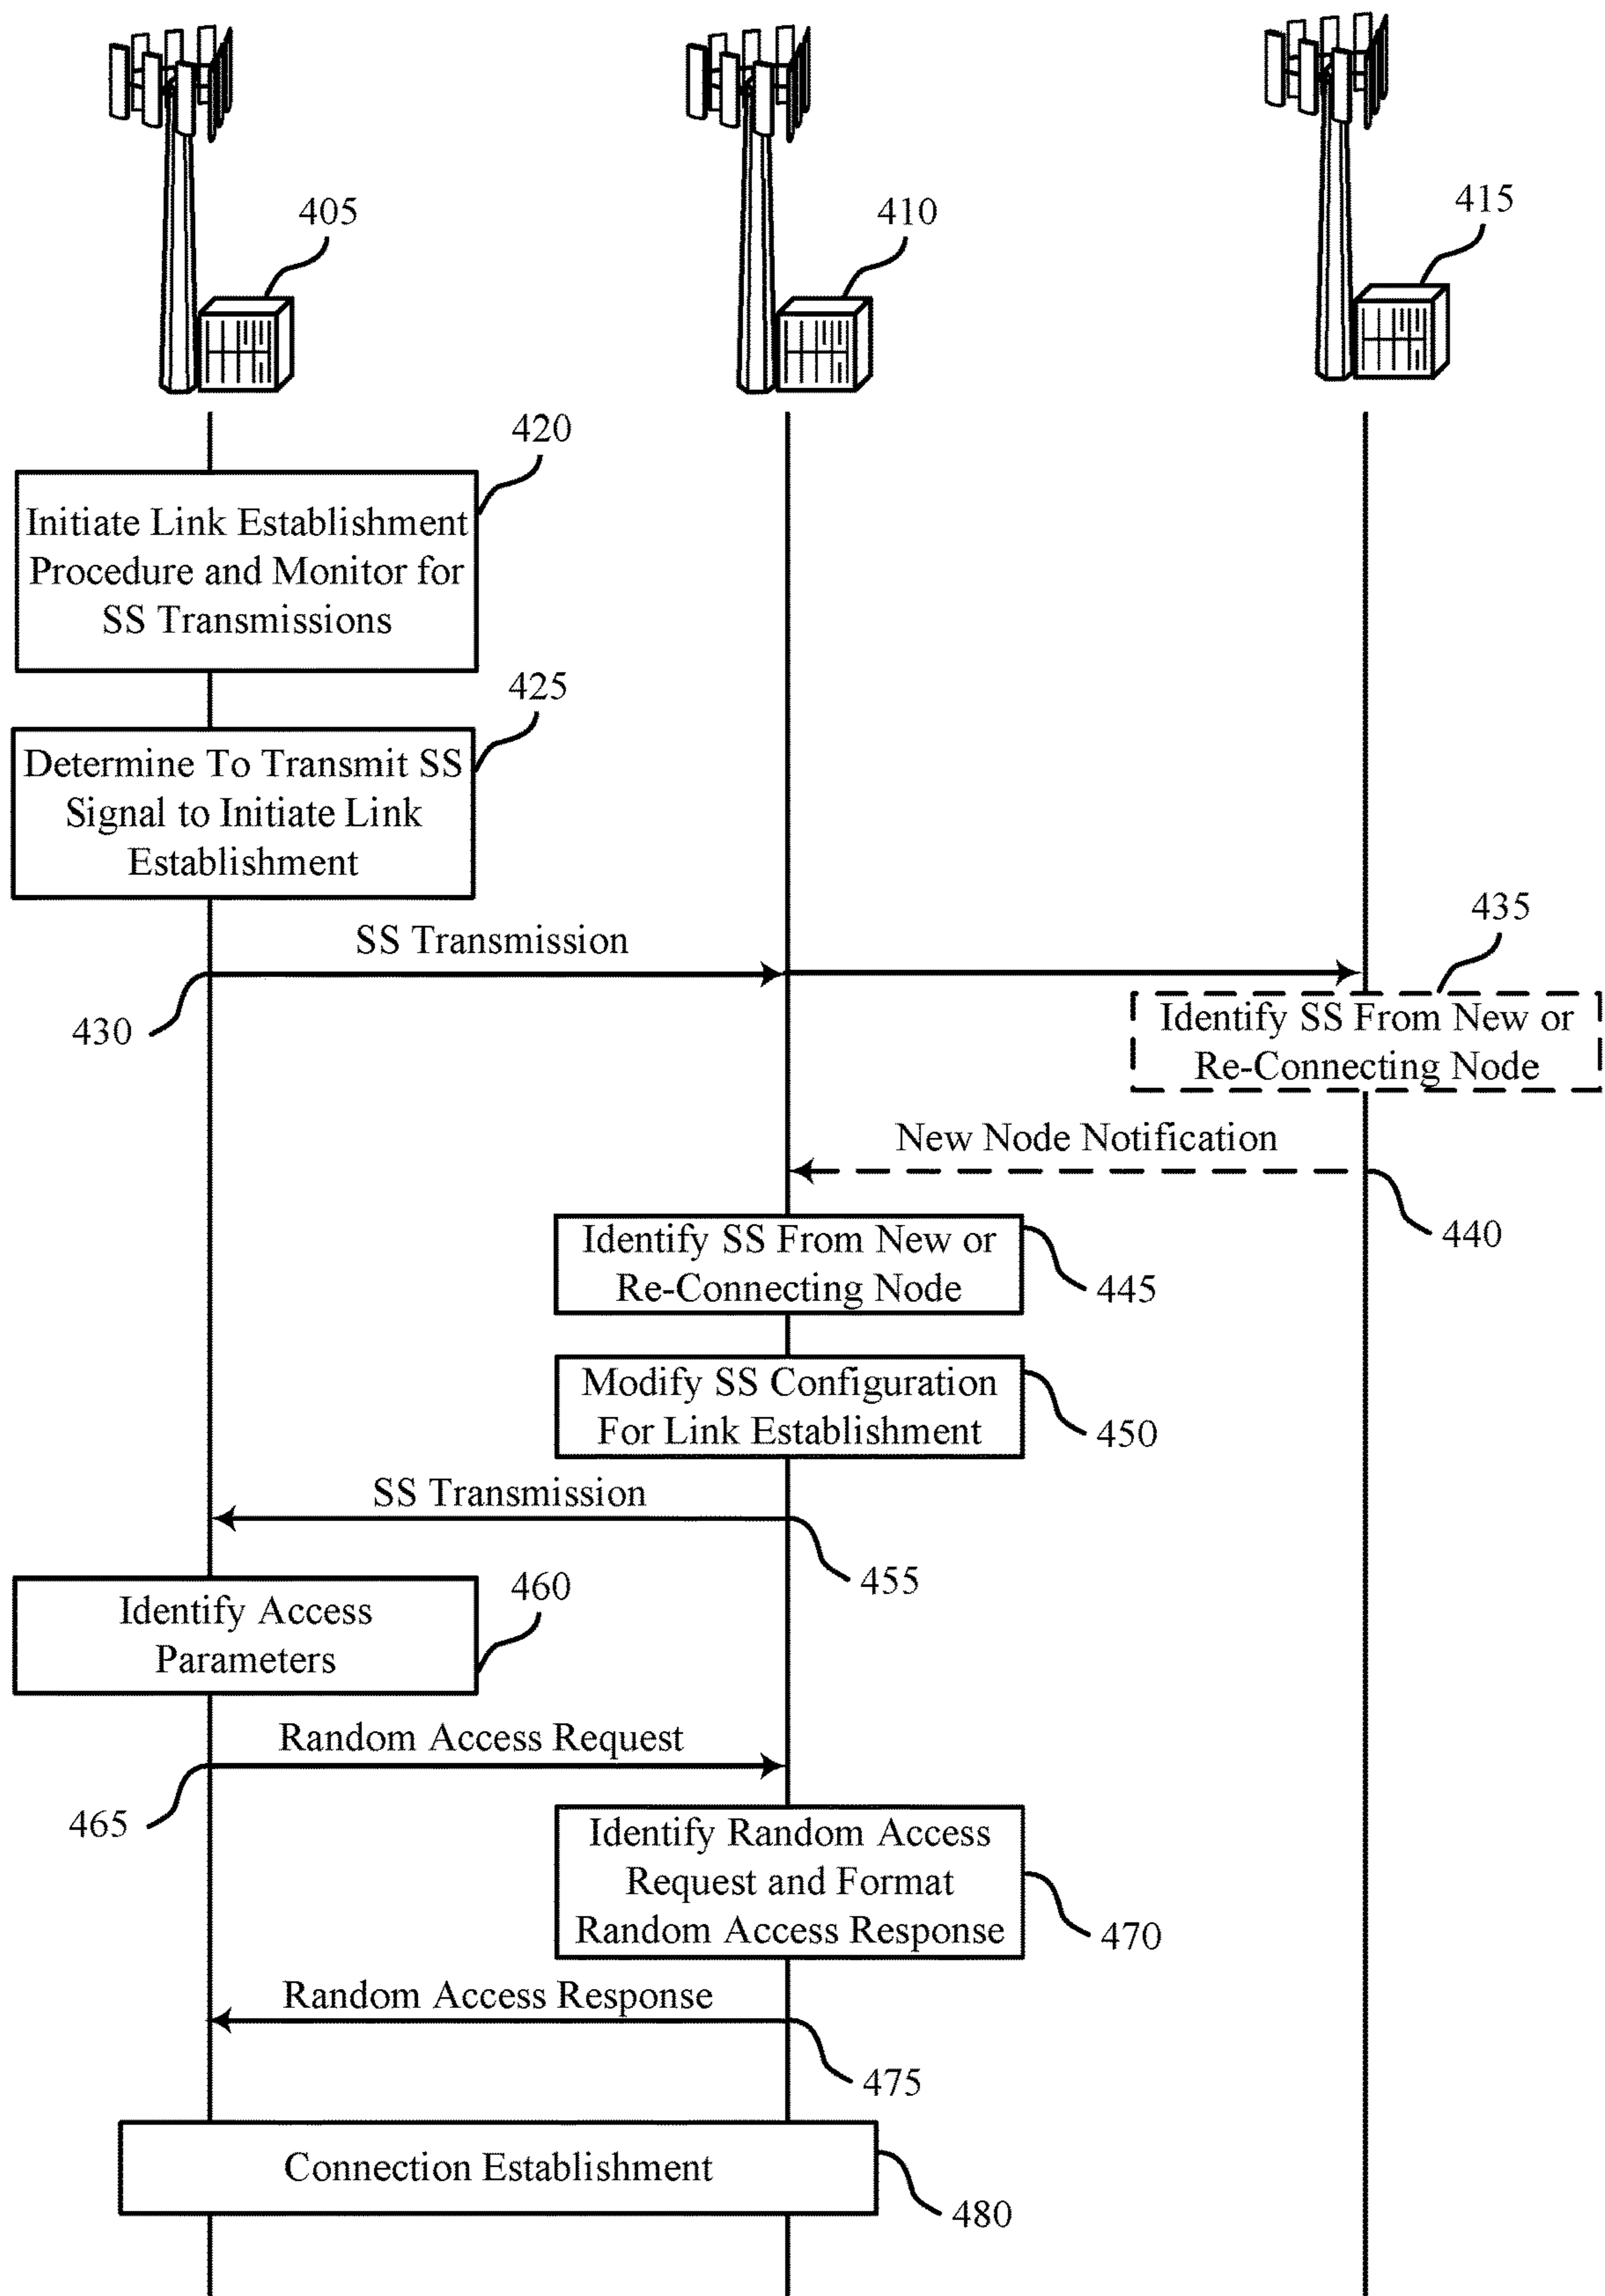 405
410
415
420
Initiate Link Establishment
Procedure and Monitor for
SS Transmissions
425
Determine To Transmit SS
Signal to Initiate Link
Establishment
SS Transmission
430
435
Identify SS From New or
Re-Connecting Node
New Node Notification
440
Identify SS From New or
Re-Connecting Node
445
Modify SS Configuration
For Link Establishment
450
SS Transmission
455
Identify Access
Parameters
460
Random Access Request
465
Identify Random Access
Request and Format
Random Access Response
470
Random Access Response
475
Connection Establishment
480